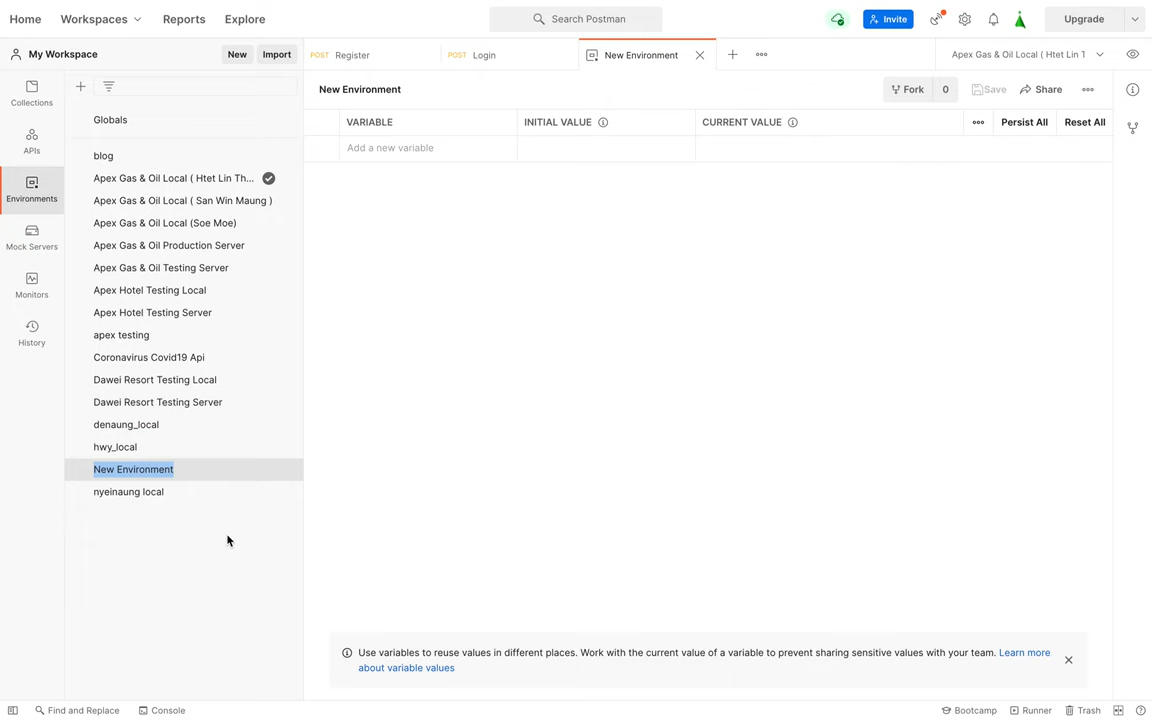 Home Workspaces Reports Explore Search Postman Invite Upgrade
My Workspace New Import POST Register POST Login New Environment Apex Gas & Oil Local ( Htet Lin T
Collections
APIs
Environments
Mock Servers
Monitors
History
Globals
blog
Apex Gas & Oil Local ( Htet Lin Th...
Apex Gas & Oil Local ( San Win Maung )
Apex Gas & Oil Local (Soe Moe)
Apex Gas & Oil Production Server
Apex Gas & Oil Testing Server
Apex Hotel Testing Local
Apex Hotel Testing Server
apex testing
Coronavirus Covid19 Api
Dawei Resort Testing Local
Dawei Resort Testing Server
denaung_local
hwy_local
New Environment
nyeinaung local
New Environment Fork 0 Save Share
VARIABLE INITIAL VALUE CURRENT VALUE Persist All Reset All
Add a new variable
Use variables to reuse values in different places. Work with the current value of a variable to prevent sharing sensitive values with your team. Learn more
about variable values
Find and Replace Console Bootcamp Runner Trash